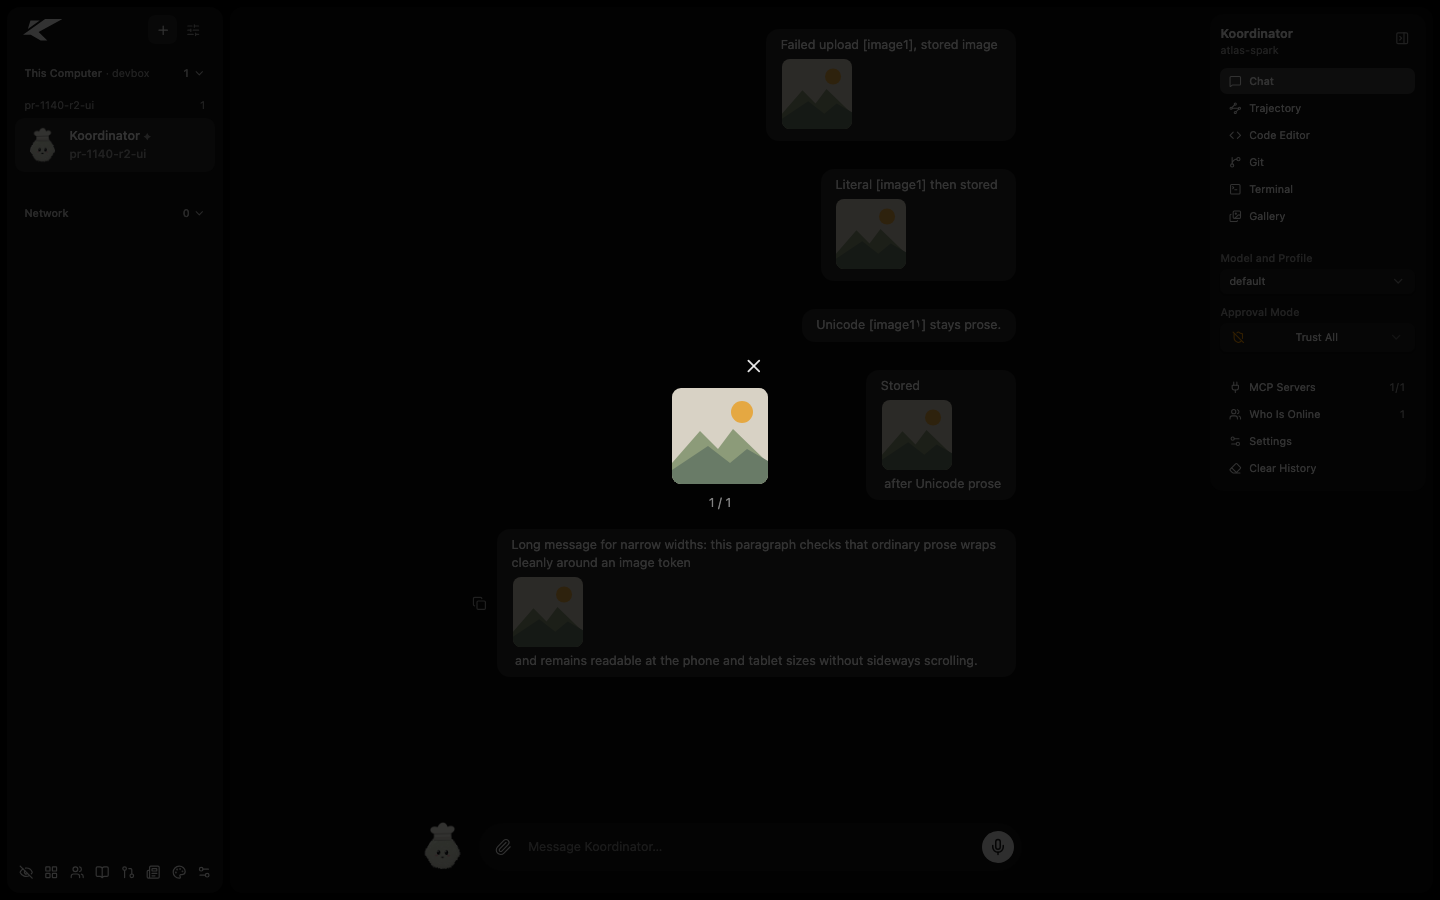 This Computer · devbox 1
pr-1140-r2-ui 1
Koordinator
pr-1140-r2-ui
Network 0
Failed upload [image1], stored image
Literal [image1] then stored
Unicode [image1¹] stays prose.
1 / 1
Stored
after Unicode prose
Long message for narrow widths: this paragraph checks that ordinary prose wraps
cleanly around an image token
and remains readable at the phone and tablet sizes without sideways scrolling.
Message Koordinator...
Koordinator
atlas-spark
Chat
Trajectory
Code Editor
Git
Terminal
Gallery
Model and Profile
default
Approval Mode
Trust All
MCP Servers 1/1
Who Is Online 1
Settings
Clear History